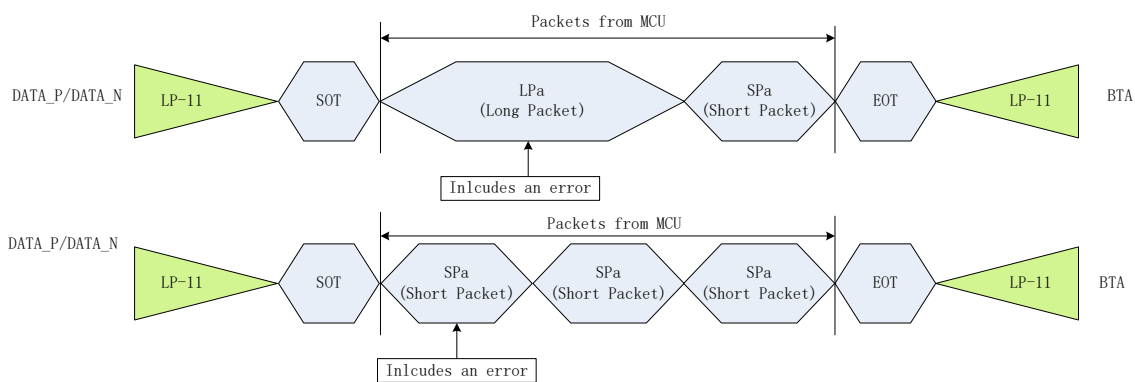 Packets from MCU
DATA_P/DATA_N
LP-11
SOT
LPa
(Long Packet)
SPa
(Short Packet)
EOT
LP-11
BTA
Inlcudes an error
Packets from MCU
DATA_P/DATA_N
LP-11
SOT
SPa
(Short Packet)
SPa
(Short Packet)
SPa
(Short Packet)
EOT
LP-11
BTA
Inlcudes an error